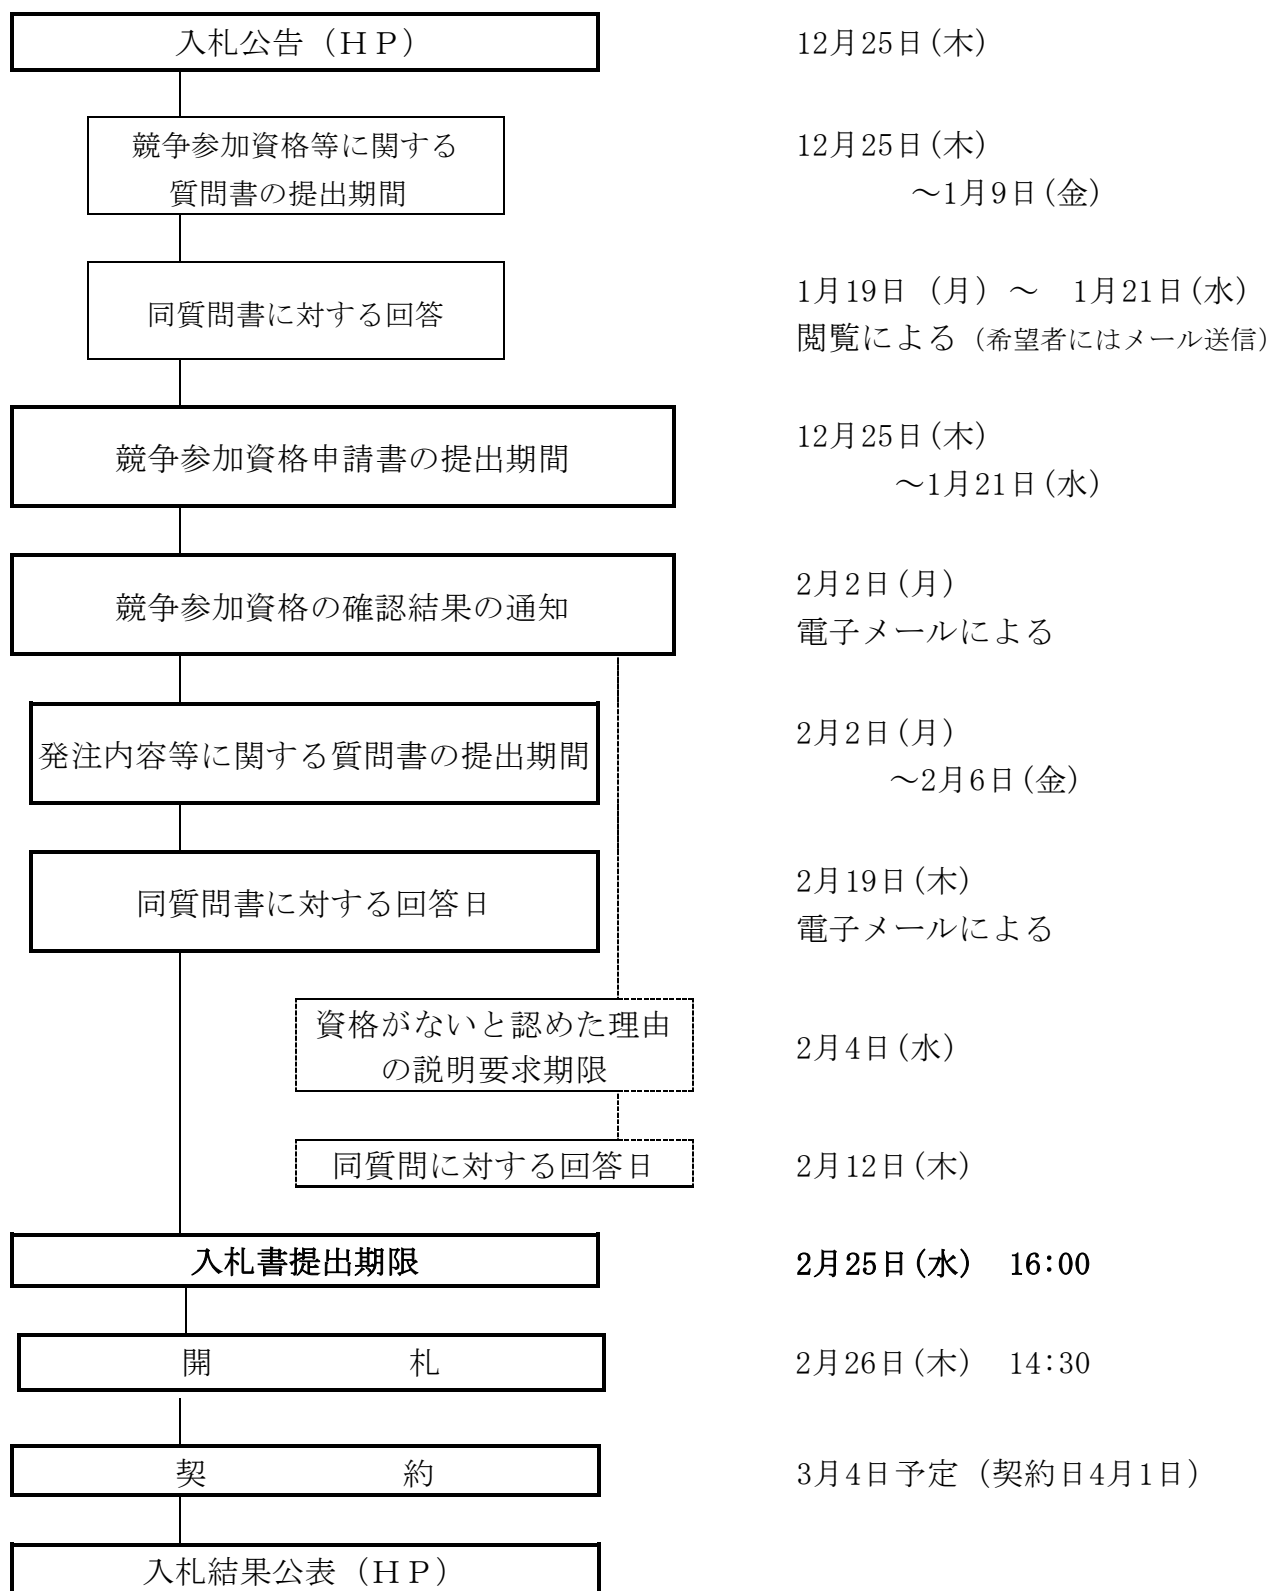 入札公告（ＨＰ）
12月25日(木)
競争参加資格等に関する
質問書の提出期間
12月25日(木)
～1月9日(金)
同質問書に対する回答
1月19日（月）～　1月21日(水)
閲覧による（希望者にはメール送信）
競争参加資格申請書の提出期間
12月25日(木)
～1月21日(水)
競争参加資格の確認結果の通知
2月2日(月)
電子メールによる
発注内容等に関する質問書の提出期間
2月2日(月)
～2月6日(金)
同質問書に対する回答日
2月19日(木)
電子メールによる
資格がないと認めた理由
の説明要求期限
2月4日(水)
同質問に対する回答日
2月12日(木)
入札書提出期限
2月25日(水)　16:00
開　　　　　　札
2月26日(木)　14:30
契　　　　　　約
3月4日予定（契約日4月1日）
入札結果公表（ＨＰ）